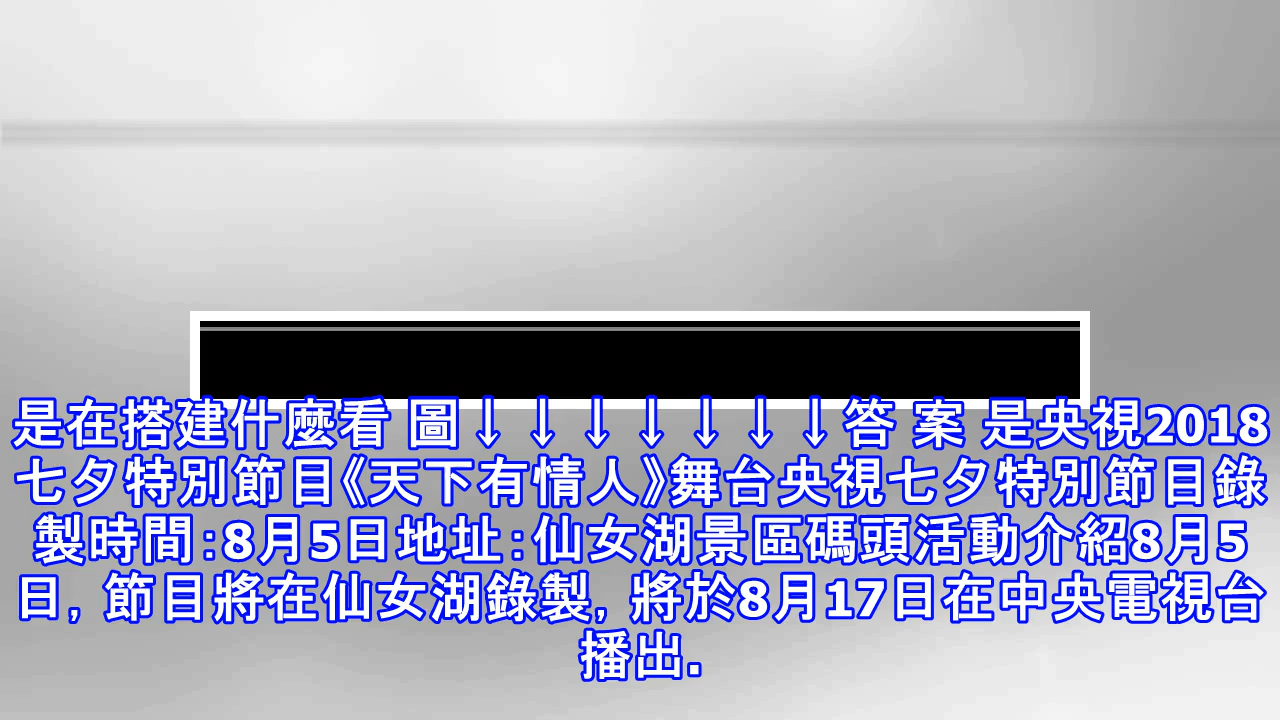 是在搭建什麼看 圖↓↓↓↓↓↓↓答 案 是央視2018
七夕特別節目《天下有情人》舞台央視七夕特別節目錄
製時間:8月5日地址:仙女湖景區碼頭活動介紹8月5
日, 節目將在仙女湖錄製, 將於8月17日在中央電視台
播出.